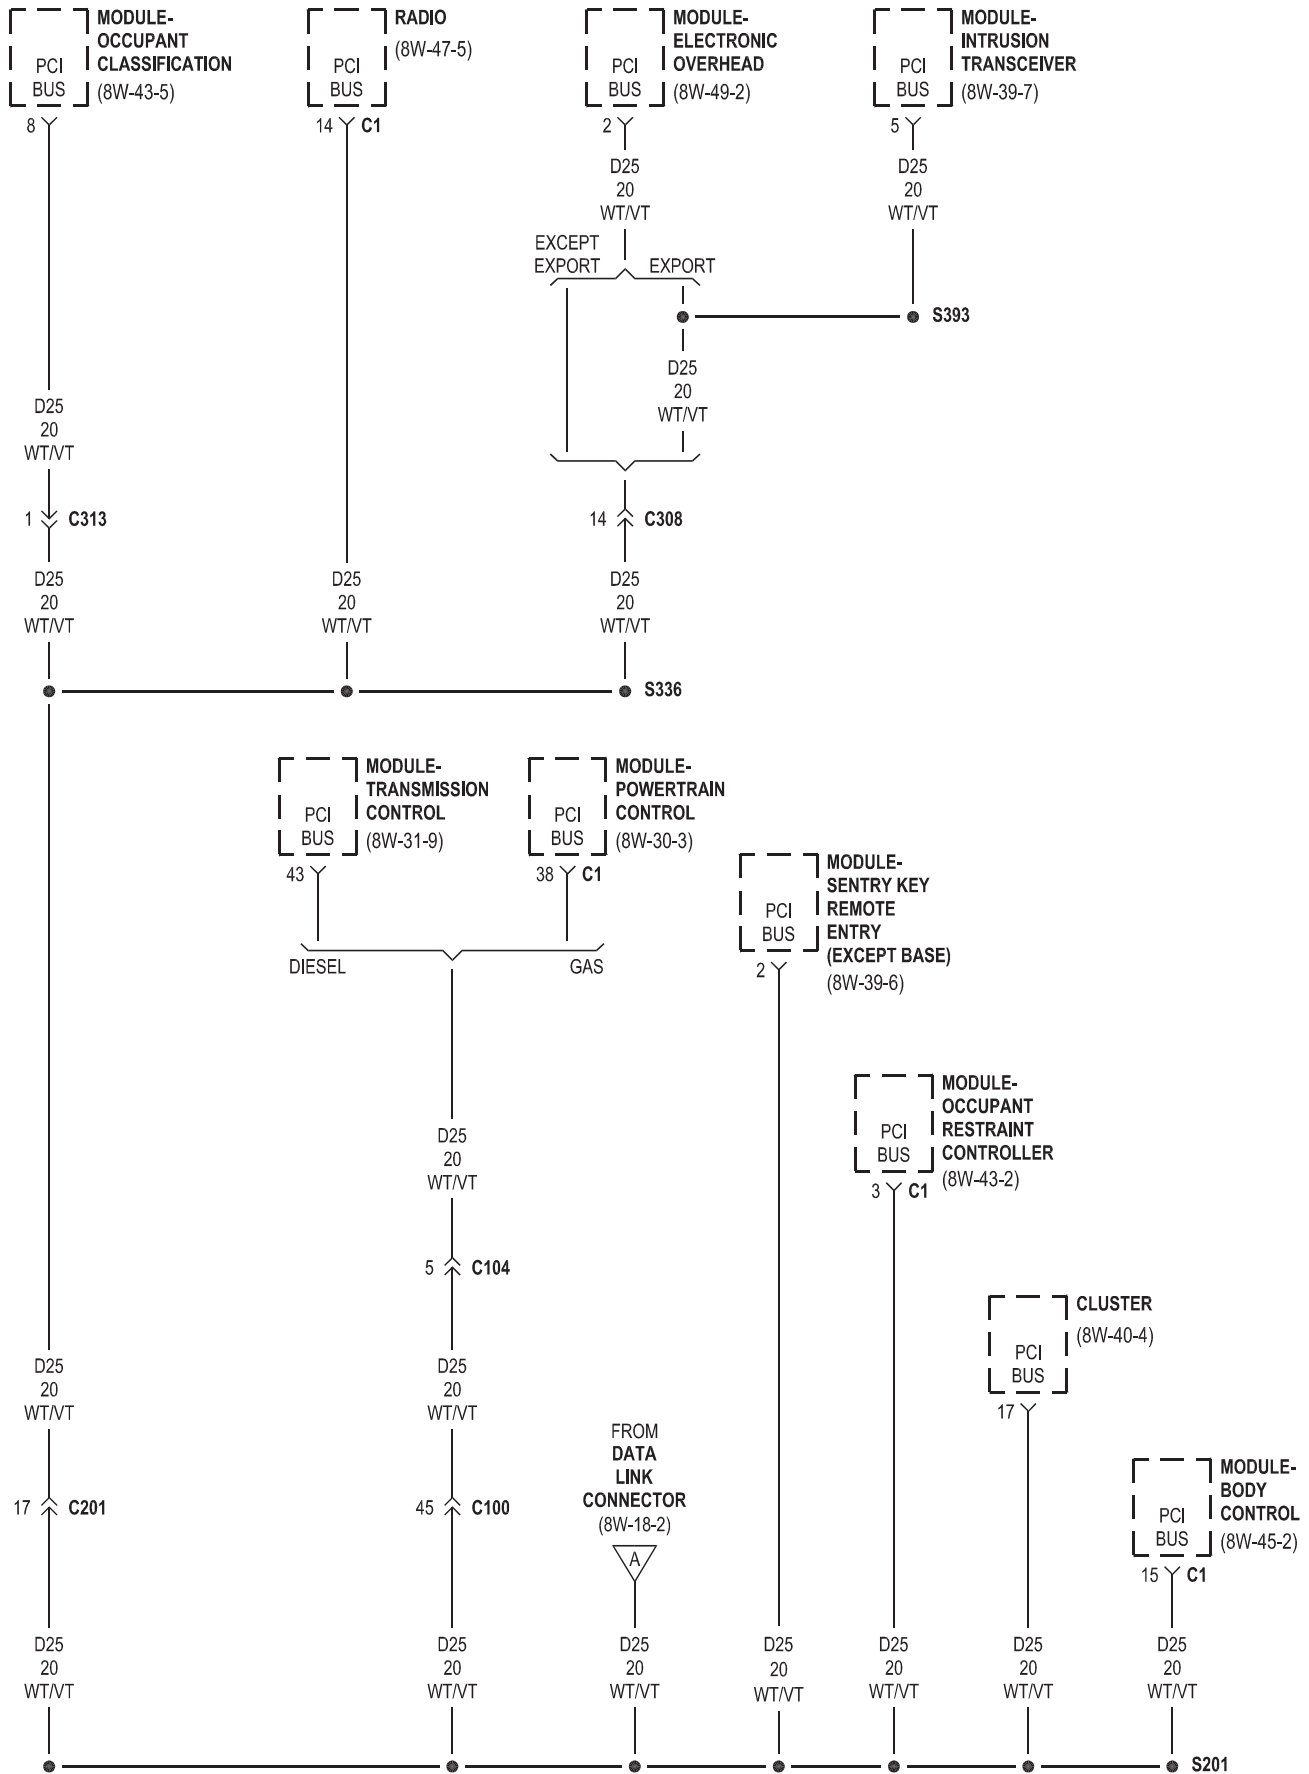 MODULE-
OCCUPANT
CLASSIFICATION
(8W-43-5)
PCI
BUS
8
RADIO
(8W-47-5)
PCI
BUS
14 C1
MODULE-
ELECTRONIC
OVERHEAD
(8W-49-2)
PCI
BUS
2
MODULE-
INTRUSION
TRANSCEIVER
(8W-39-7)
PCI
BUS
5
D25
20
WT/VT
D25
20
WT/VT
EXCEPT
EXPORT
EXPORT
S393
D25
20
WT/VT
D25
20
WT/VT
1 C313
14 C308
D25
20
WT/VT
D25
20
WT/VT
D25
20
WT/VT
S336
MODULE-
TRANSMISSION
CONTROL
(8W-31-9)
PCI
BUS
43
MODULE-
POWERTRAIN
CONTROL
(8W-30-3)
PCI
BUS
38 C1
DIESEL
GAS
MODULE-
SENTRY KEY
REMOTE
ENTRY
(EXCEPT BASE)
(8W-39-6)
PCI
BUS
2
MODULE-
OCCUPANT
RESTRAINT
CONTROLLER
(8W-43-2)
PCI
BUS
3 C1
D25
20
WT/VT
5 C104
CLUSTER
(8W-40-4)
PCI
BUS
17
D25
20
WT/VT
D25
20
WT/VT
FROM
DATA
LINK
CONNECTOR
(8W-18-2)
A
MODULE-
BODY
CONTROL
(8W-45-2)
PCI
BUS
15 C1
17 C201
45 C100
D25
20
WT/VT
D25
20
WT/VT
D25
20
WT/VT
D25
20
WT/VT
D25
20
WT/VT
D25
20
WT/VT
D25
20
WT/VT
S201